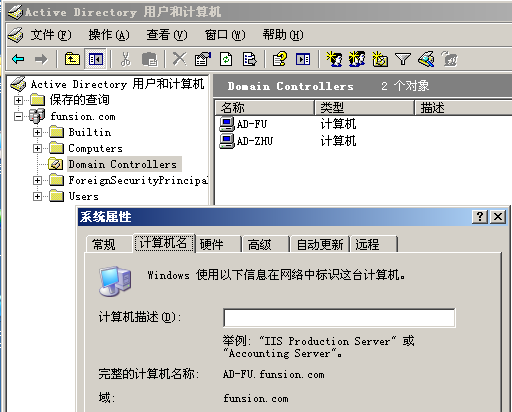 Active Directory 用户和计算机
文件(F) 操作(A) 查看(V) 窗口(W) 帮助(H)
Active Directory 用户和计算机
保存的查询
funsion.com
Builtin
Computers
Domain Controllers
ForeignSecurityPrincipal
Users
Domain Controllers 2 个对象
名称 类型 描述
AD-FU 计算机
AD-ZHU 计算机
系统属性
常规 计算机名 硬件 高级 自动更新 远程
Windows 使用以下信息在网络中标识这台计算机。
计算机描述(D):
举例: "IIS Production Server" 或
"Accounting Server"。
完整的计算机名称: AD-FU.funsion.com
域: funsion.com